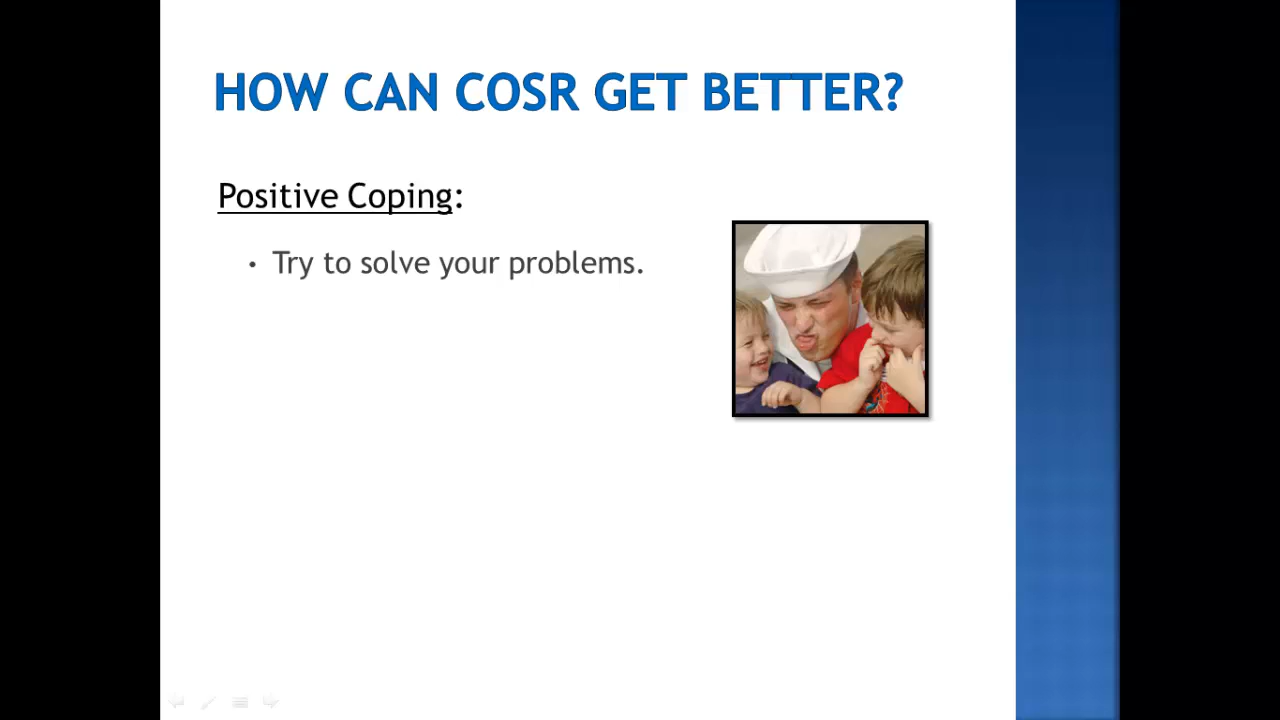 HOW CAN COSR GET BETTER?
Positive Coping:
• Try to solve your problems.